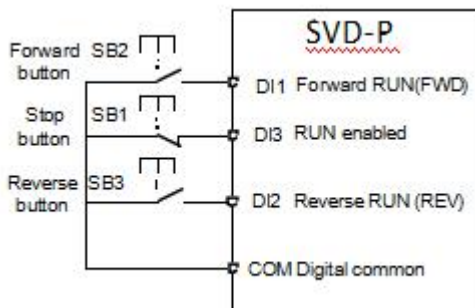 SVD-P
Forward button SB2
DI1 Forward RUN(FWD)
Stop button SB1
DI3 RUN enabled
Reverse button SB3
DI2 Reverse RUN (REV)
COM Digital common